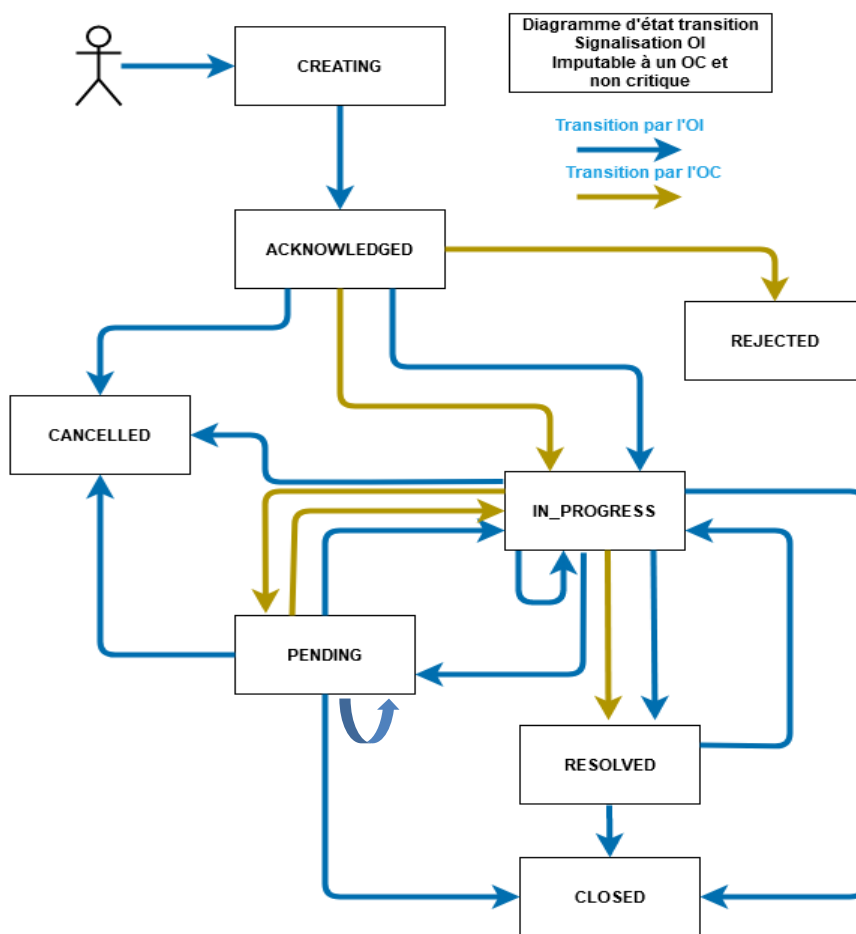 Diagramme d'état transition
Signalisation OI
Imputable à un OC et
non critique
CREATING
Transition par l'OI
Transition par l'OC
ACKNOWLEDGED
REJECTED
CANCELLED
IN_PROGRESS
PENDING
RESOLVED
CLOSED